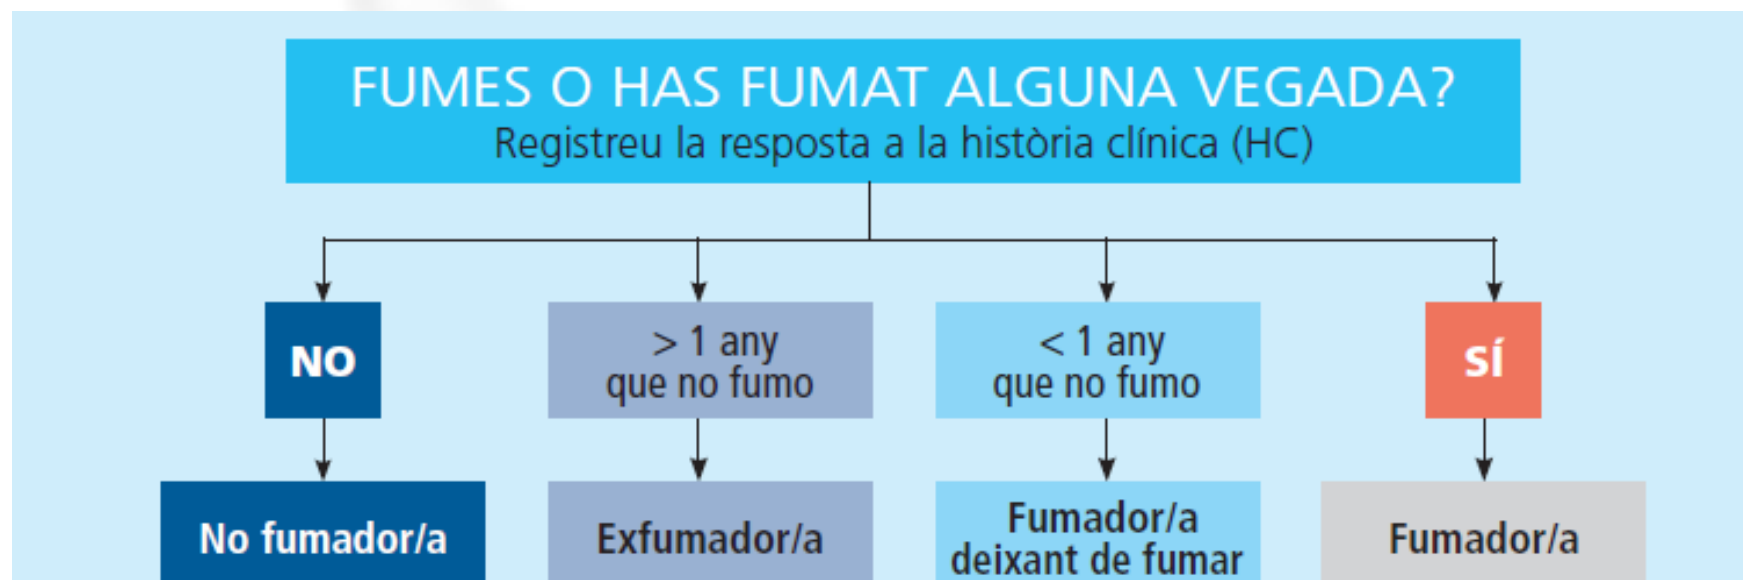 FUMES O HAS FUMAT ALGUNA VEGADA?
Registreu la resposta a la història clínica (HC)
NO
> 1 any
que no fumo
< 1 any
que no fumo
SÍ
No fumador/a
Exfumador/a
Fumador/a
deixant de fumar
Fumador/a